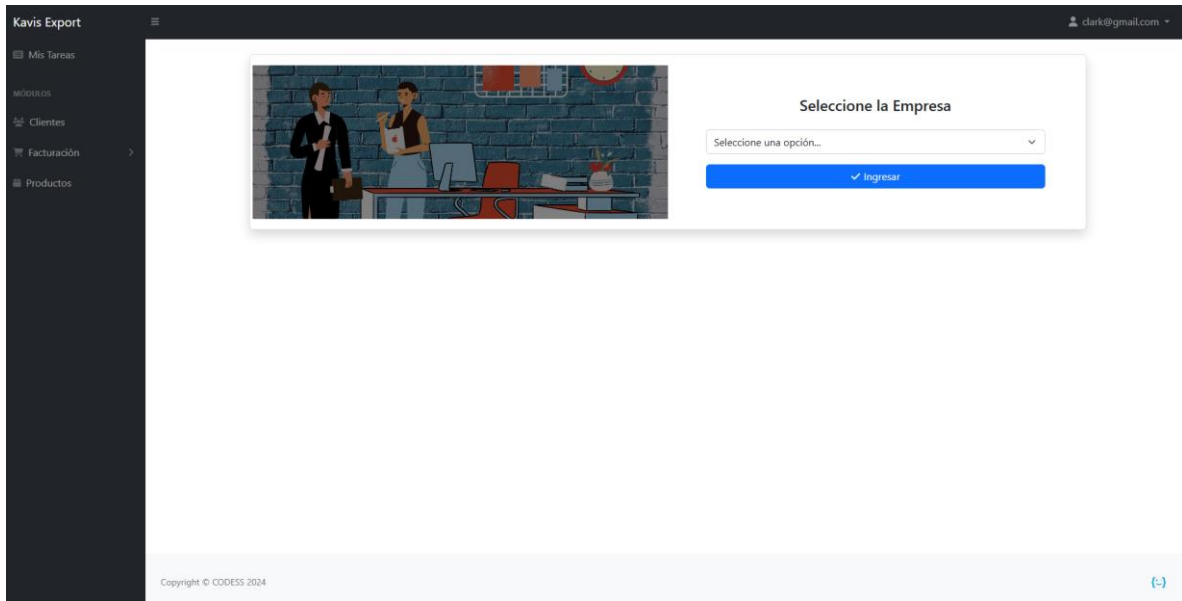 Kavis Export
clark@gmail.com
Mis Tareas
MÓDULOS
Clientes
Facturación
Productos
Seleccione la Empresa
Seleccione una opción...
Ingresar
Copyright © CODESS 2024
{:-}